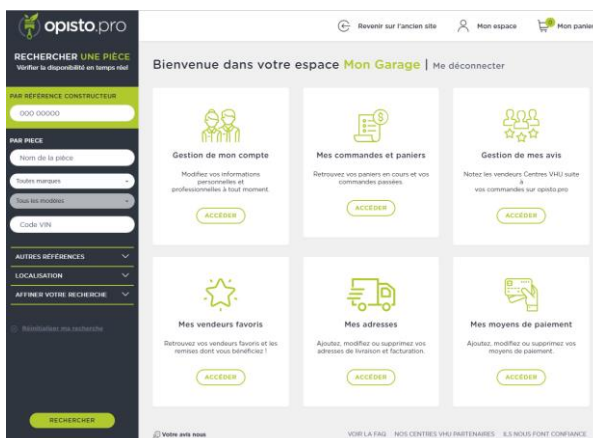 opisto.pro
Revenir sur l'ancien site
Mon espace
0
Mon panier
RECHERCHER UNE PIÈCE
Vérifier la disponibilité en temps réel
PAR RÉFÉRENCE CONSTRUCTEUR
000 00000
PAR PIECE
Nom de la pièce
Toutes marques
Tous les modèles
Code VIN
AUTRES RÉFÉRENCES
LOCALISATION
AFFINER VOTRE RECHERCHE
Réinitialiser ma recherche
RECHERCHER
Bienvenue dans votre espace Mon Garage | Me déconnecter
Gestion de mon compte
Modifiez vos informations
personnelles et
professionnelles à tout moment.
ACCÉDER
Mes commandes et paniers
Retrouvez vos paniers en cours et vos
commandes passées.
ACCÉDER
Gestion de mes avis
Notez les vendeurs Centres VHU suite
à
vos commandes sur opisto.pro
ACCÉDER
Mes vendeurs favoris
Retrouvez vos vendeurs favoris et les
remises dont vous bénéficiez !
ACCÉDER
Mes adresses
Ajoutez, modifiez ou supprimez vos
adresses de livraison et facturation.
ACCÉDER
Mes moyens de paiement
Ajoutez, modifiez ou supprimez vos
moyens de paiement.
ACCÉDER
Votre avis nous
VOIR LA FAQ NOS CENTRES VHU PARTENAIRES ILS NOUS FONT CONFIANCE